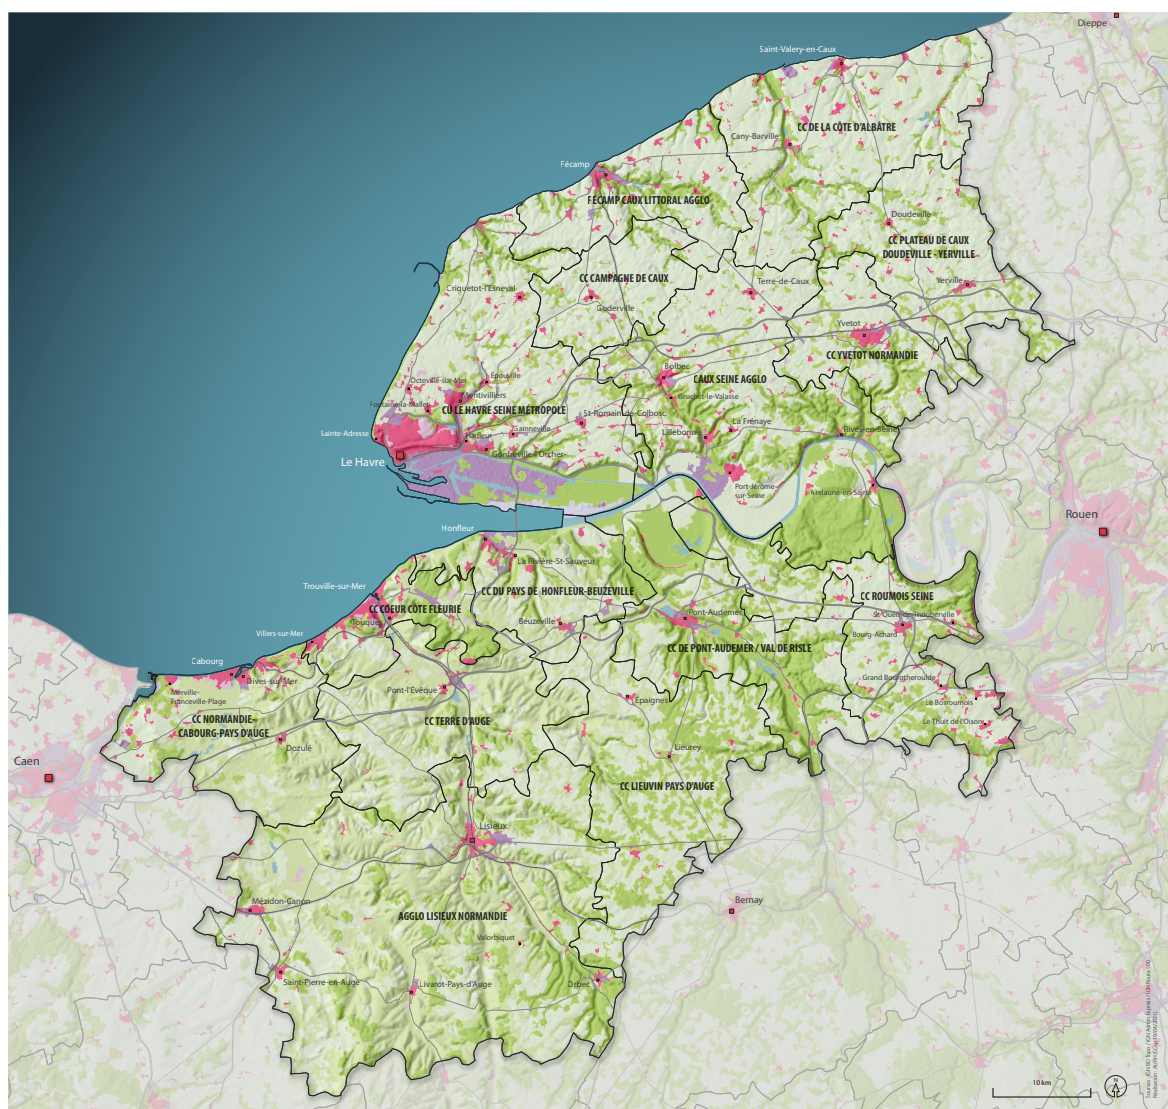 Dieppe
Saint-Valery-en-Caux
CC DE LA CÔTE D'ALBÂTRE
Cany-Barville
Fécamp
FÉCAMP CAUX LITTORAL AGGLO
Doudeville
CC PLATEAU DE CAUX
DOUDEVILLE - YERVILLE
CC CAMPAGNE DE CAUX
Terre-de-Caux
Yerville
Criquetot-l'Esneval
Goderville
Yvetot
CC YVETOT NORMANDIE
Bolbec
Épouville
Octeville-sur-Mer
CAUX SEINE AGGLO
Montivilliers
Gruchet-le-Valasse
Fontaine-la-Mallet
CU LE HAVRE SEINE MÉTROPOLE
St-Romain-de-Colbosc
La Frenaye
Gainneville
Rives-en-Seine
Sainte-Adresse
Harfleur
Lillebonne
Gonfreville-l'Orcher
Le Havre
Port-Jérôme-
sur-Seine
Arelaune-en-Seine
Rouen
Honfleur
La Rivière-St-Sauveur
Trouville-sur-Mer
CC DU PAYS DE HONFLEUR-BEUZEVILLE
CC ROUMOIS SEINE
CC COEUR CÔTE FLEURIE
Pont-Audemer
St-Ouen-de-Thouberville
Touques
Beuzeville
Bourg-Achard
Villers-sur-Mer
CC DE PONT-AUDEMER / VAL DE RISLE
Cabourg
Dives-sur-Mer
Grand Bourgtheroulde
Merville-
Franceville-Plage
Pont-l'Évêque
Épaignes
Le Bosroumois
CC NORMANDIE-
CABOURG-PAYS D'AUGE
CC TERRE D'AUGE
Le Thuit de l'Oison
Dozulé
Lieurey
Caen
CC LIEUVIN PAYS D'AUGE
Lisieux
Mézidon-Canon
Bernay
AGGLO LISIEUX NORMANDIE
Valorbiquet
Saint-Pierre-en-Auge
Livarot-Pays-d'Auge
Orbec
10 km
N